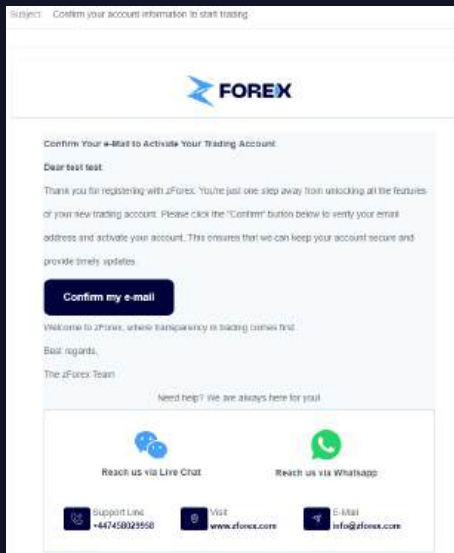 Subject: Confirm your account information to start trading
ZFOREX
Confirm Your e-Mail to Activate Your Trading Account
Dear test test
Thank you for registering with zForex. You're just one step away from unlocking all the features
of your new trading account. Please click the "Confirm" button below to verify your email
address and activate your account. This ensures that we can keep your account secure and
provide timely updates.
Confirm my e-mail
Welcome to zForex, where transparency in trading comes first.
Best regards,
The zForex Team
Need help? We are always here for you!
Reach us via Live Chat
Reach us via Whatsapp
Support Line
+447458029958
Visit
www.zforex.com
E-Mail
info@zforex.com